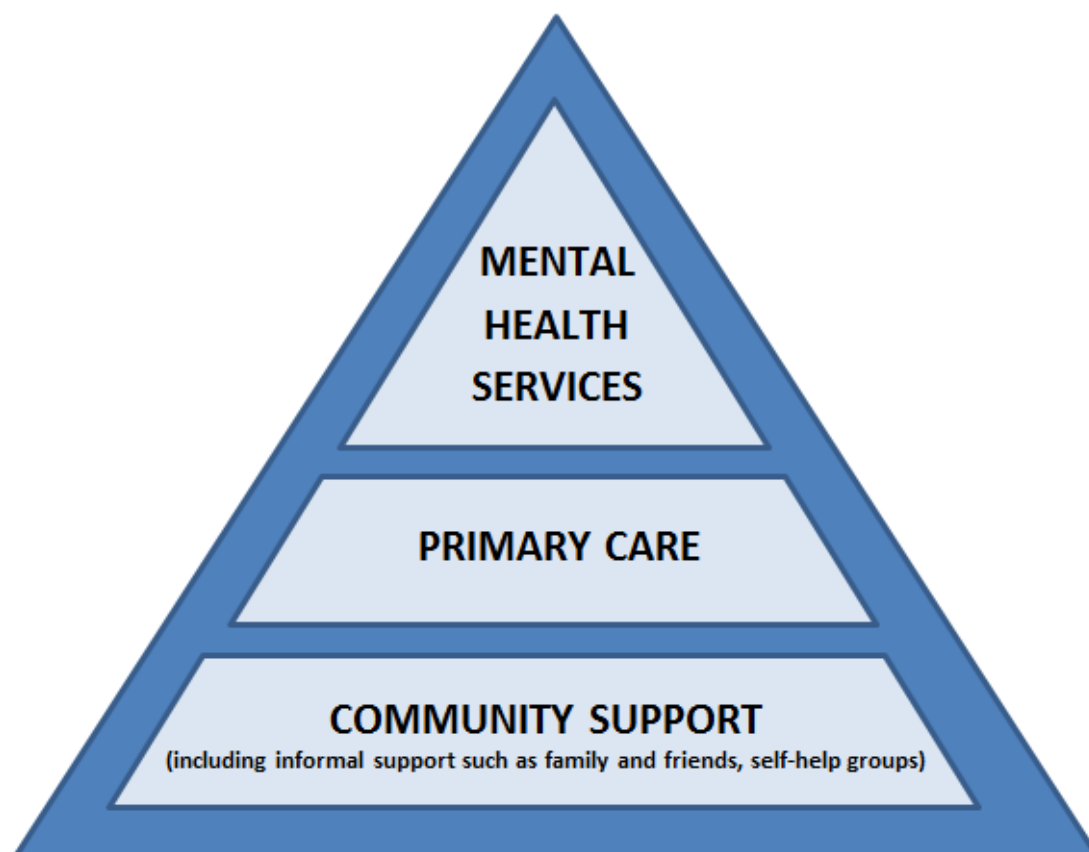 MENTAL
HEALTH
SERVICES
PRIMARY CARE
COMMUNITY SUPPORT
(including informal support such as family and friends, self-help groups)